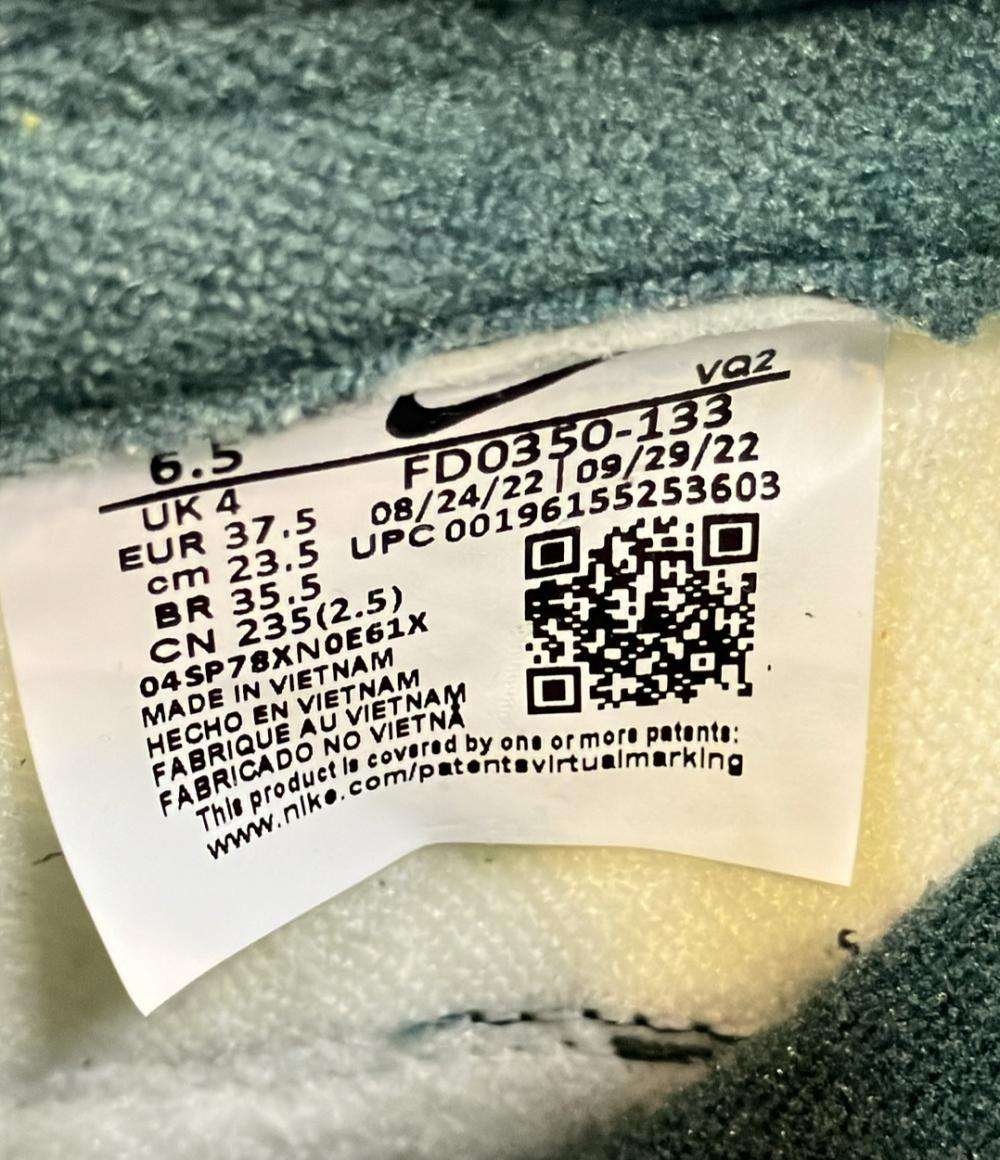 VQ2
6.5
FD0350-133
UK 4
08/24/22 | 09/29/22
EUR 37.5
UPC 00196155253603
cm 23.5
BR 35.5
CN 235(2.5)
04SP78XN0E61X
MADE IN VIETNAM
HECHO EN VIETNAM
FABRIQUE AU VIETNAM
FABRICADO NO VIETNÃ
This product is covered by one or more patents:
www.nike.com/patentsvirtualmarking